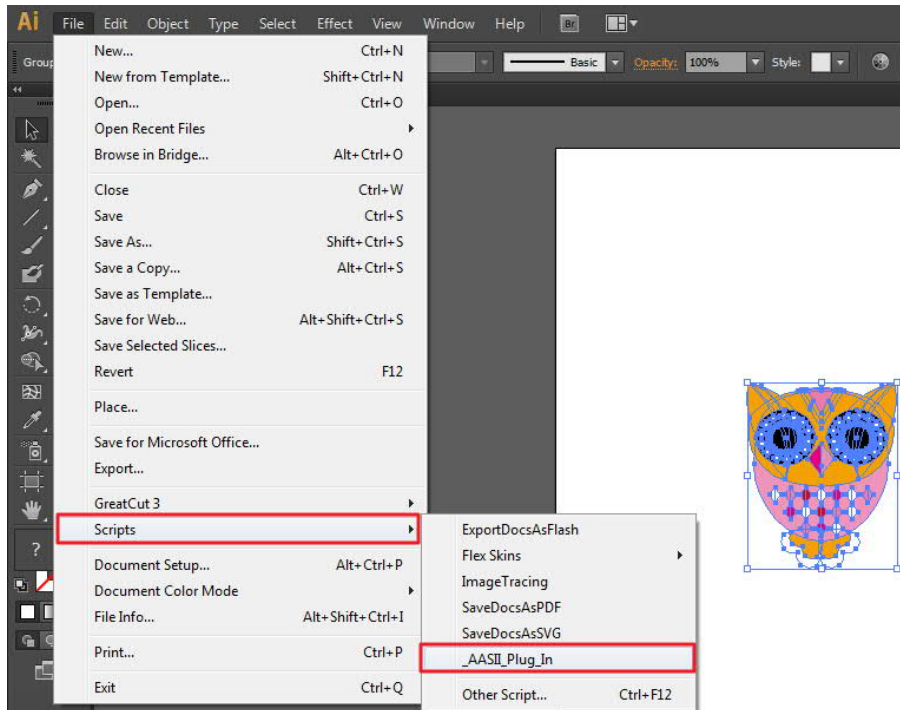 Ai File Edit Object Type Select Effect View Window Help Br
Group Basic Opacity: 100% Style:
New... Ctrl+N
New from Template... Shift+Ctrl+N
Open... Ctrl+O
Open Recent Files
Browse in Bridge... Alt+Ctrl+O
Close Ctrl+W
Save Ctrl+S
Save As... Shift+Ctrl+S
Save a Copy... Alt+Ctrl+S
Save as Template...
Save for Web... Alt+Shift+Ctrl+S
Save Selected Slices...
Revert F12
Place...
Save for Microsoft Office...
Export...
GreatCut 3
Scripts
Document Setup... Alt+Ctrl+P
Document Color Mode
File Info... Alt+Shift+Ctrl+I
Print... Ctrl+P
Exit Ctrl+Q
ExportDocsAsFlash
Flex Skins
ImageTracing
SaveDocsAsPDF
SaveDocsAsSVG
_AASII_Plug_In
Other Script... Ctrl+F12
?